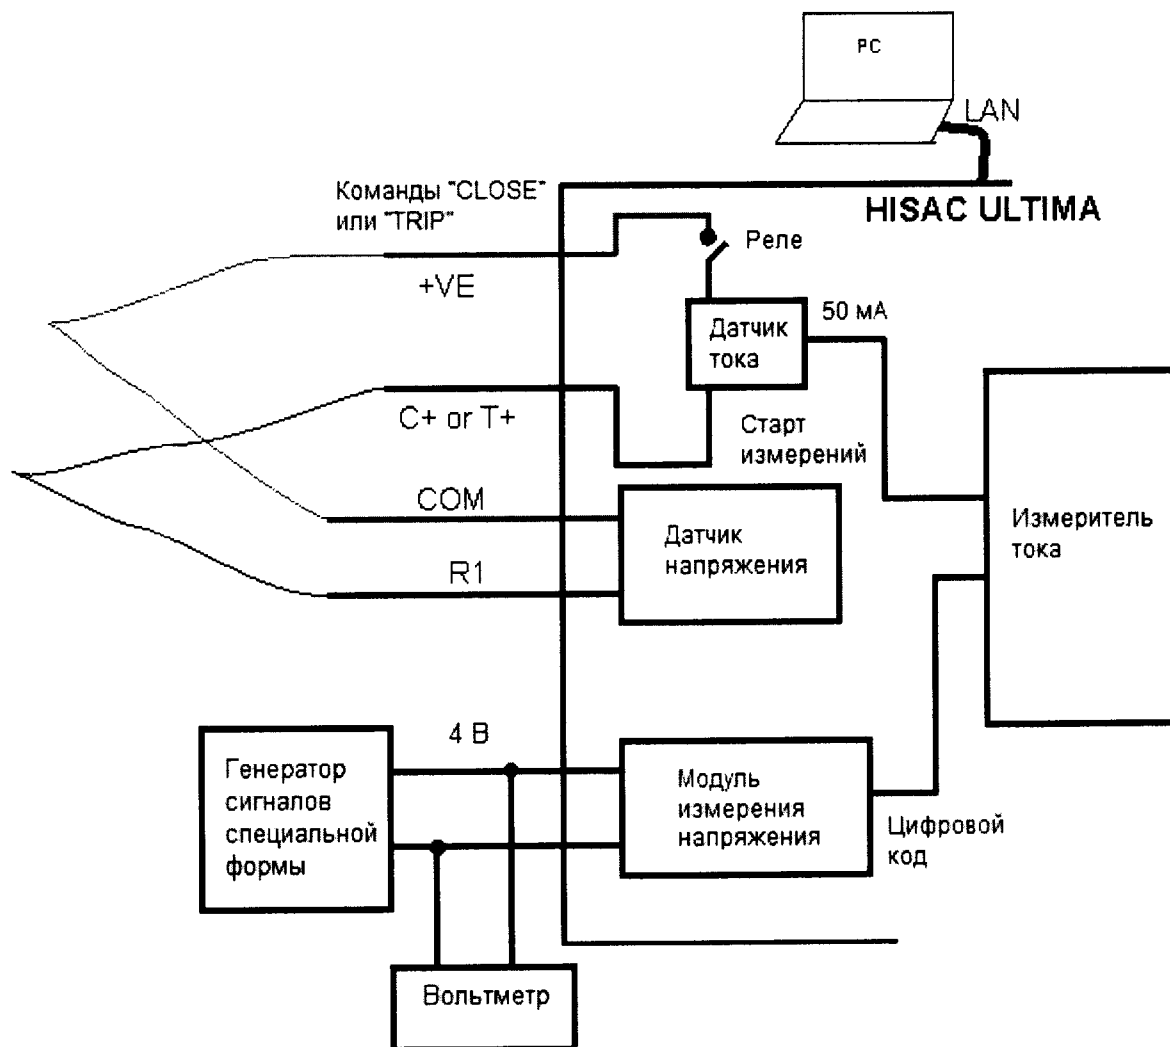 PC
LAN
Команды "CLOSE"
или "TRIP"
HISAC ULTIMA
Реле
+VE
50 мА
Датчик
тока
C+ or T+
Старт
измерений
COM
Датчик
напряжения
Измеритель
тока
R1
4 В
Генератор
сигналов
специальной
формы
Модуль
измерения
напряжения
Цифровой
код
Вольтметр